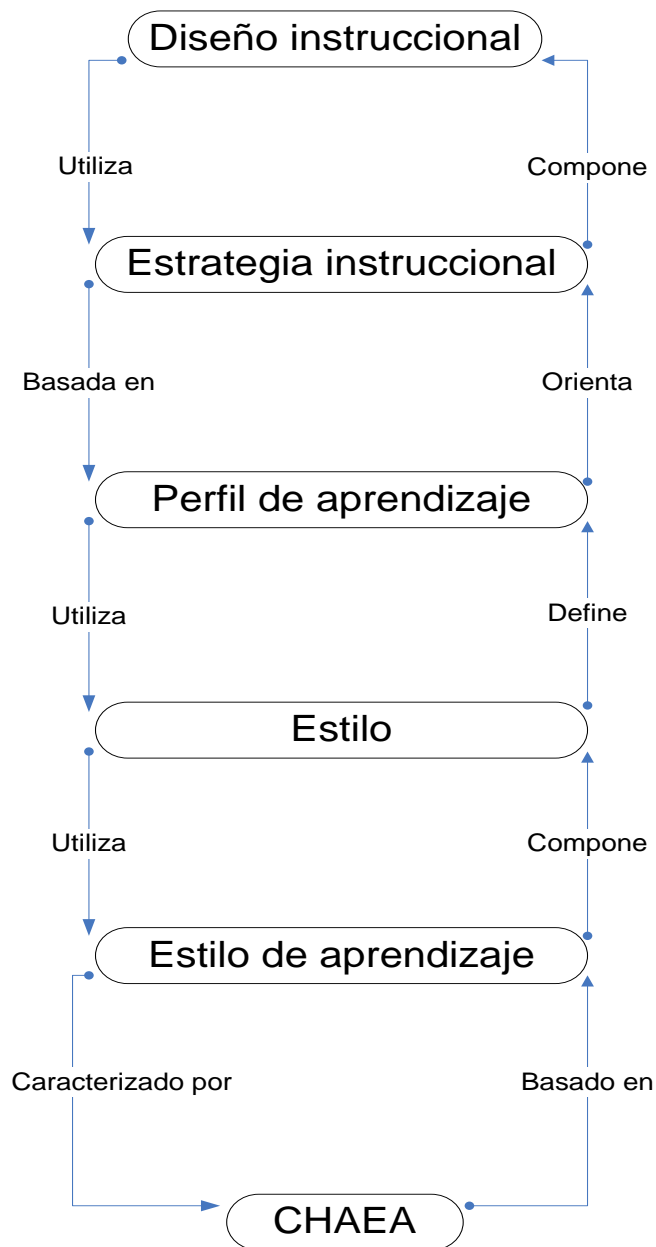 Diseño instruccional
Utiliza
Compone
Estrategia instruccional
Basada en
Orienta
Perfil de aprendizaje
Utiliza
Define
Estilo
Utiliza
Compone
Estilo de aprendizaje
Caracterizado por
Basado en
CHAEA